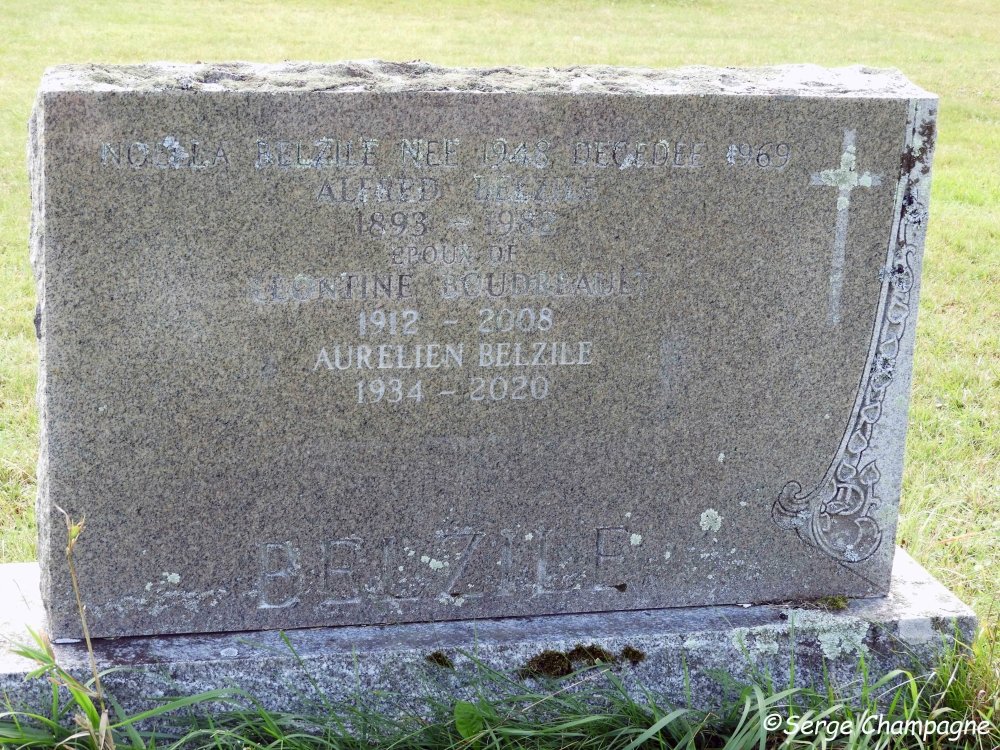 NOELLA BELZILE NEE 1948 DECEDEE 1969
ALFRED BELZILE
1893 - 1982
EPOUX DE
LEONTINE BOUDREAULT
1912 - 2008
AURELIEN BELZILE
1934 - 2020
BELZILE
©Serge Champagne